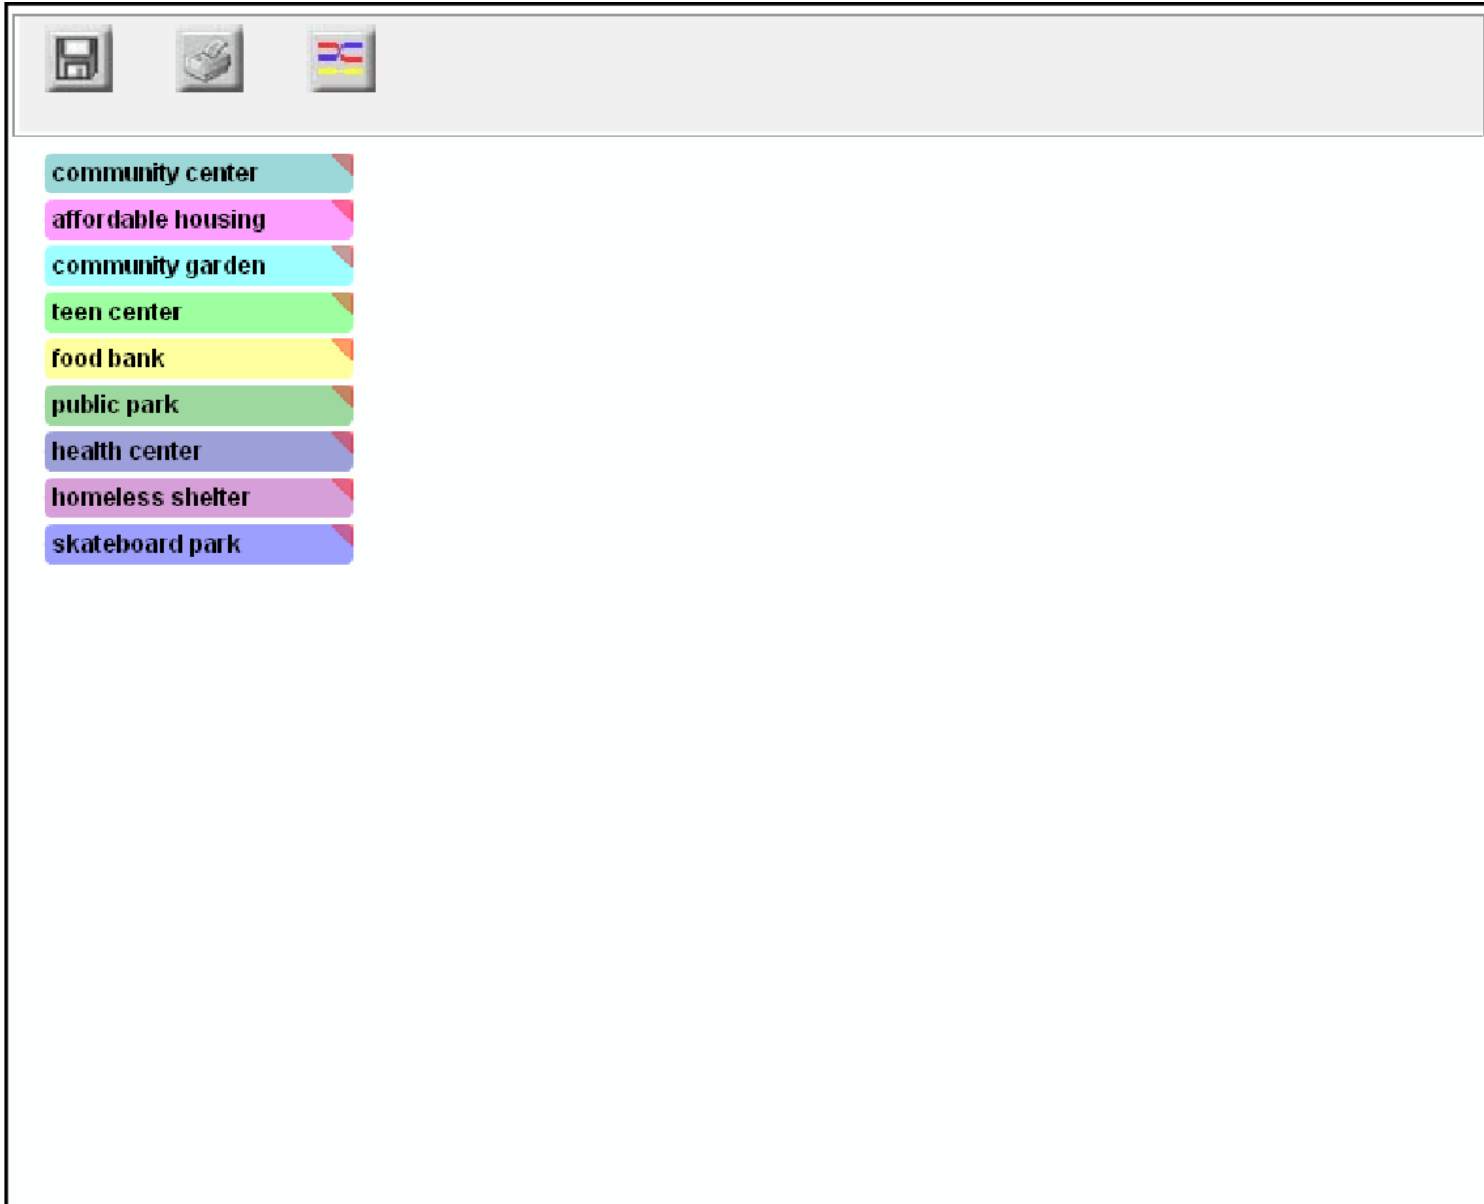 community center
affordable housing
community garden
teen center
food bank
public park
health center
homeless shelter
skateboard park